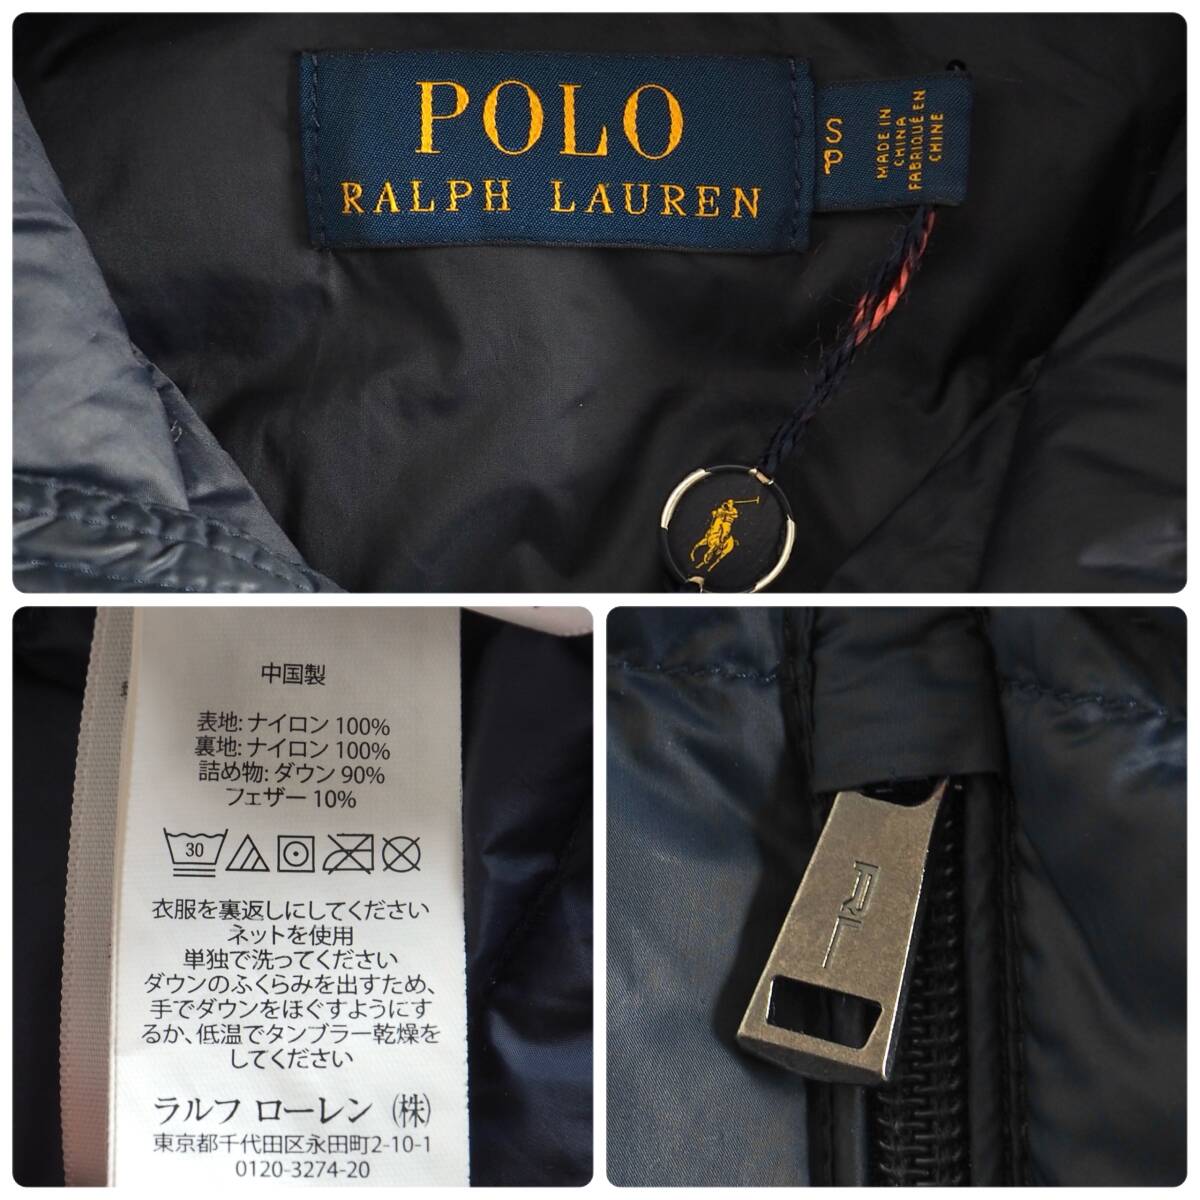 POLO
RALPH LAUREN
S
P
MADE IN
CHINA
FABRIQUÉ EN
CHINE
中国製
表地: ナイロン 100%
裏地: ナイロン 100%
詰め物: ダウン 90%
フェザー 10%
30
衣服を裏返しにしてください
ネットを使用
単独で洗ってください
ダウンのふくらみを出すため、
手でダウンをほぐすようにす
るか、低温でタンブラー乾燥を
してください
ラルフ ローレン ㈱
東京都千代田区永田町2-10-1
0120-3274-20
RL